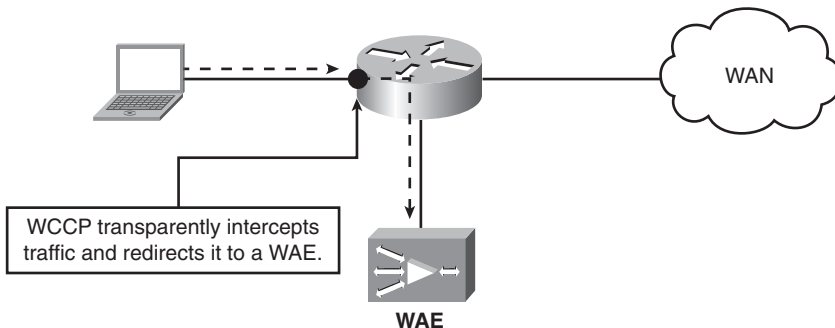 WAN
WCCP transparently intercepts
traffic and redirects it to a WAE.
WAE